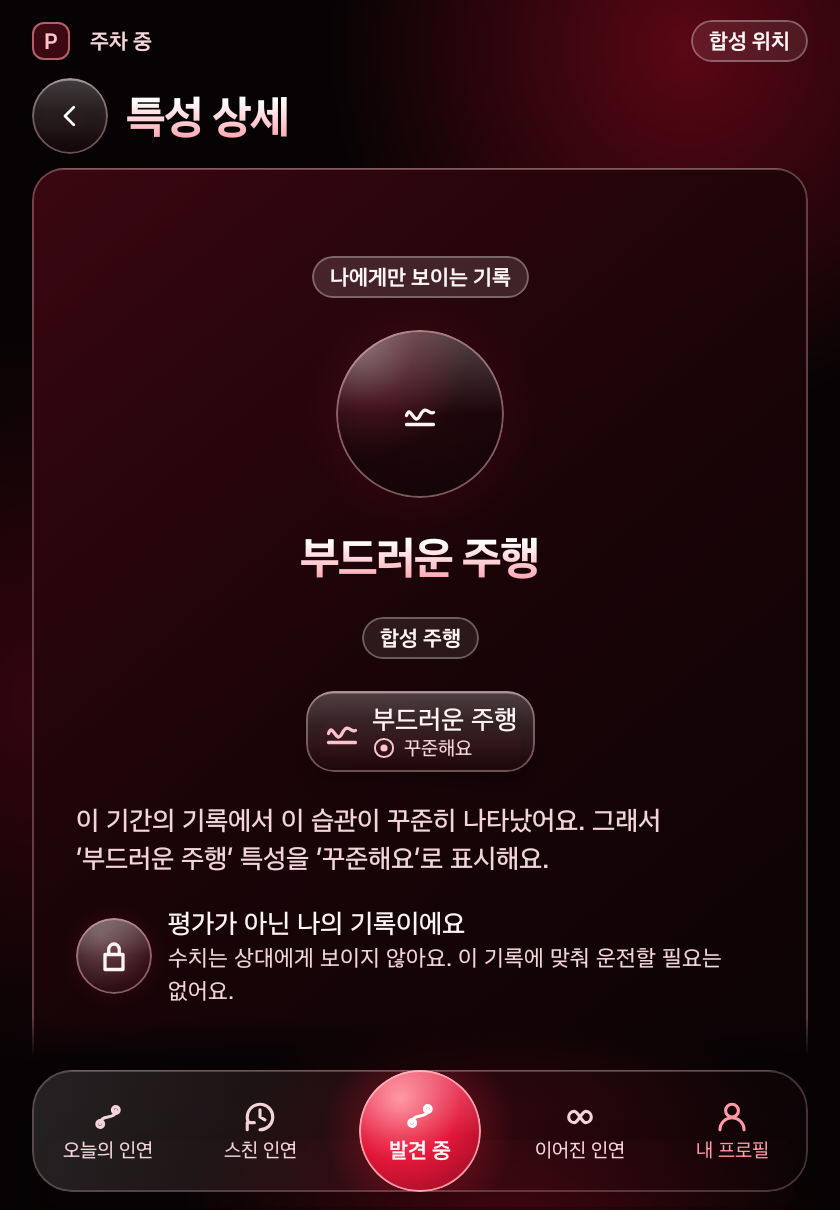 P 주차 중
합성 위치
특성 상세
나에게만 보이는 기록
부드러운 주행
합성 주행
부드러운 주행
꾸준해요
이 기간의 기록에서 이 습관이 꾸준히 나타났어요. 그래서
‘부드러운 주행’ 특성을 ‘꾸준해요’로 표시해요.
평가가 아닌 나의 기록이에요
수치는 상대에게 보이지 않아요. 이 기록에 맞춰 운전할 필요는
없어요.
오늘의 인연
스친 인연
발견 중
이어진 인연
내 프로필